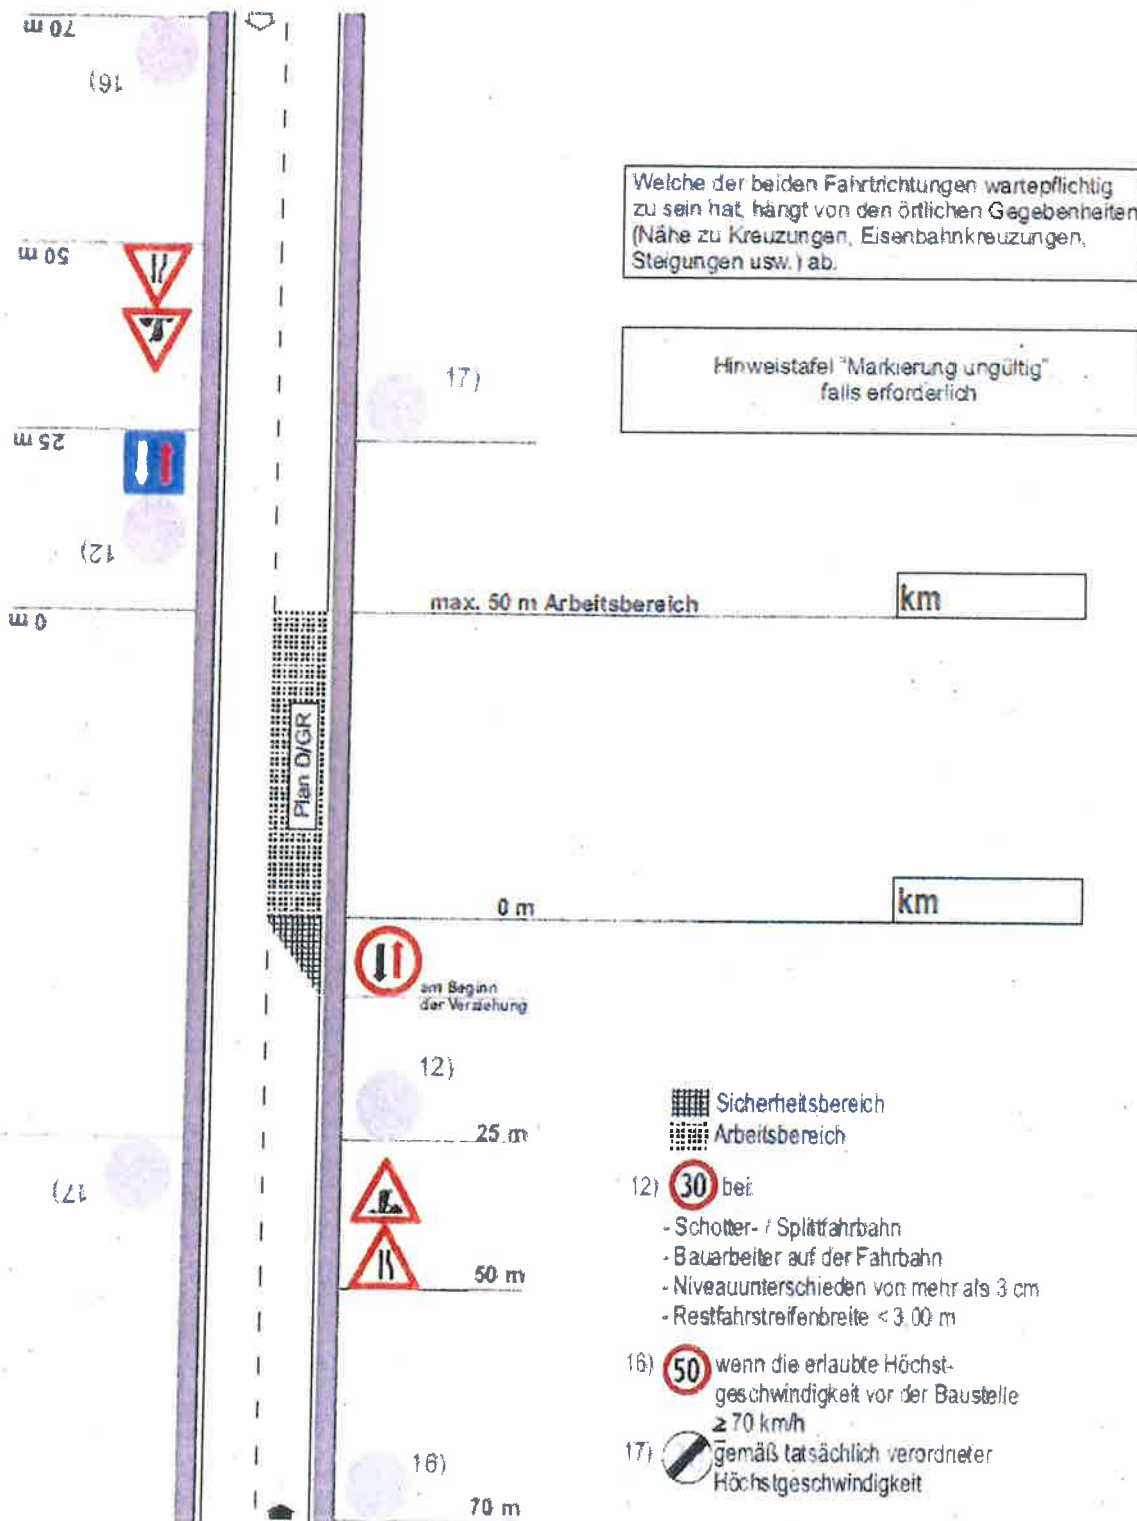 70 m
16)
Welche der beiden Fahrtrichtungen wartepflichtig
zu sein hat, hängt von den örtlichen Gegebenheiten
(Nähe zu Kreuzungen, Eisenbahnkreuzungen,
Steigungen usw.) ab.
50 m
Hinweistafel "Markierung ungültig"
falls erforderlich
17)
25 m
12)
0 m
max. 50 m Arbeitsbereich
km
Plan D/GR
0 m
km
am Beginn
der Verziehung
12)
25 m
17)
50 m
16)
70 m
Sicherheitsbereich
Arbeitsbereich
12) 30 bei
- Schotter- / Splittfahrbahn
- Bauarbeiter auf der Fahrbahn
- Niveauunterschieden von mehr als 3 cm
- Restfahrstreifenbreite < 3,00 m
16) 50 wenn die erlaubte Höchst-
geschwindigkeit vor der Baustelle
≥ 70 km/h
17) gemäß tatsächlich verordneter
Höchstgeschwindigkeit